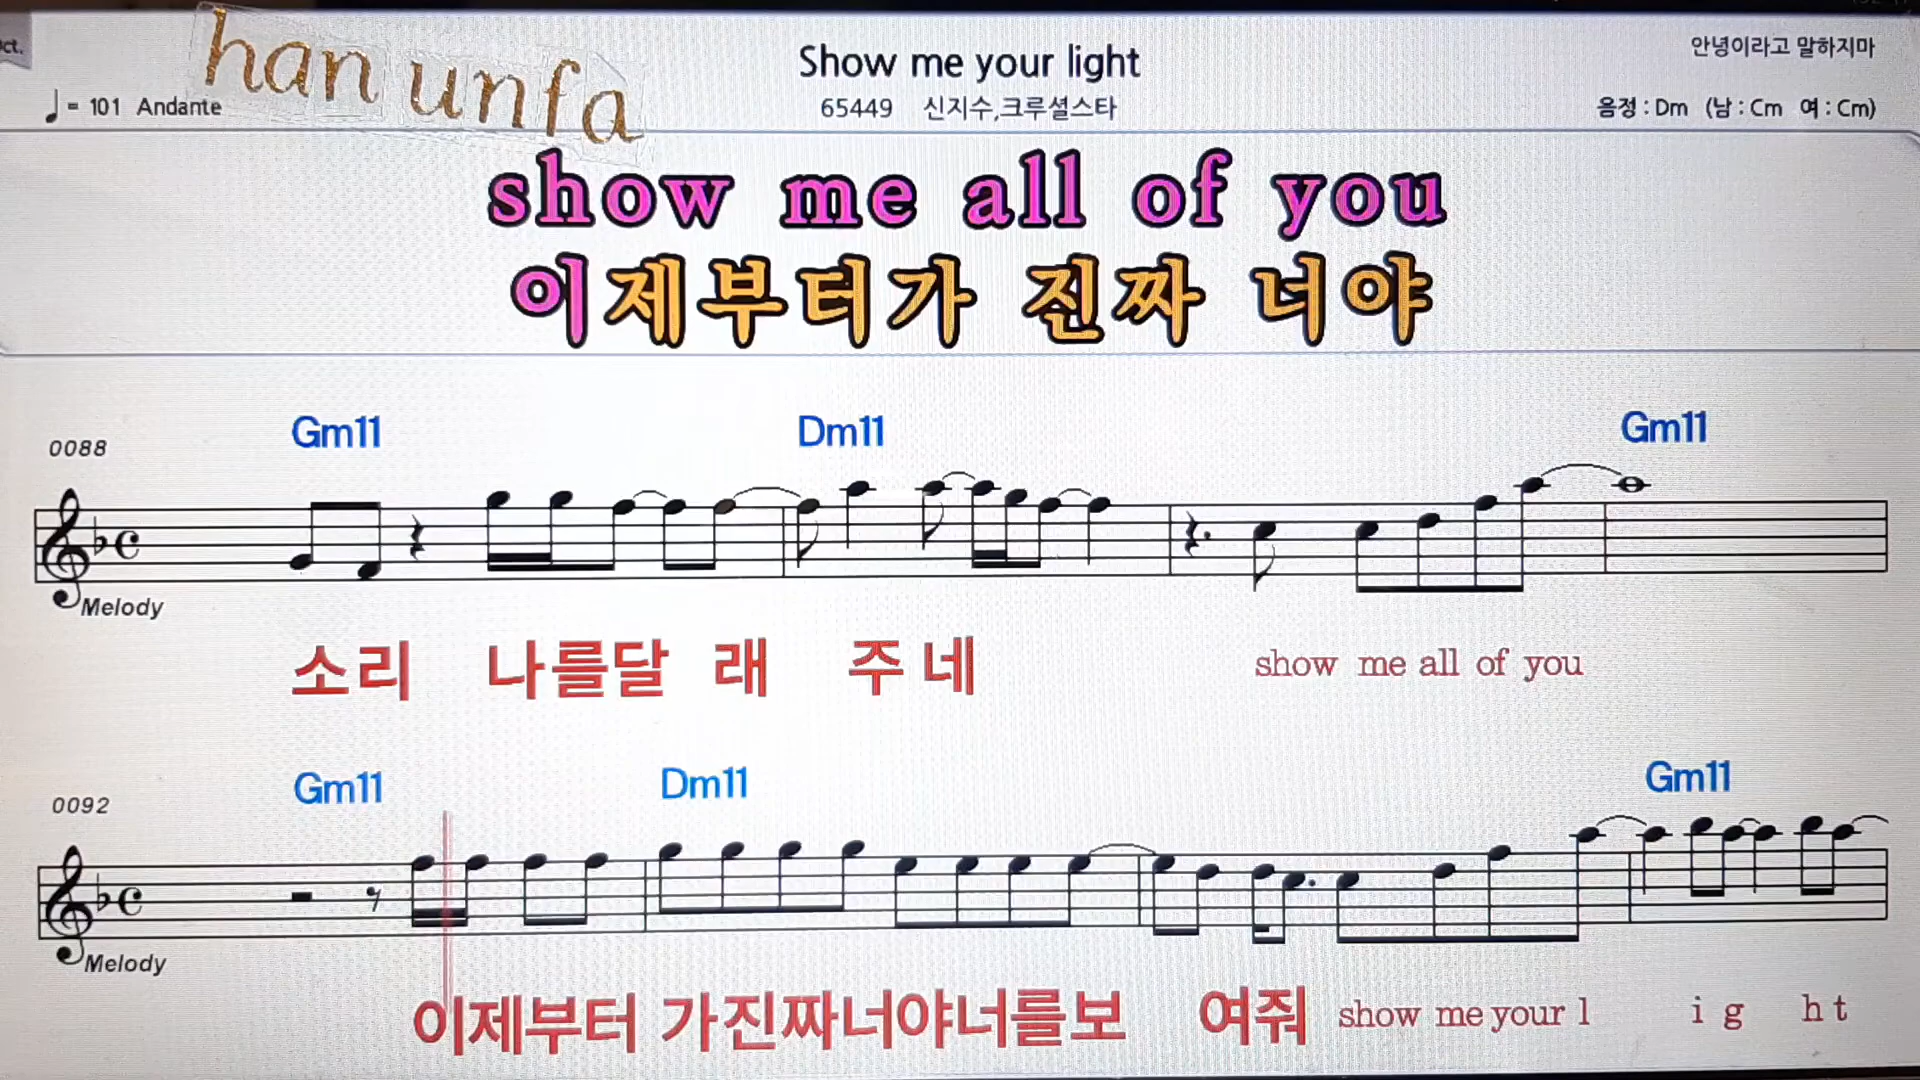 ct.
han unfa
Show me your light
안녕이라고 말하지마
♩= 101 Andante
65449 신지수,크루셜스타
음정 : Dm (남 : Cm 여 : Cm)
show me all of you
이제부터가 진짜 너야
Gm11 Dm11 Gm11
0088
Melody
소리 나를달 래 주 네 show me all of you
Gm11 Dm11 Gm11
0092
Melody
이제부터 가진짜너야너를보 여줘 show me your l i g h t